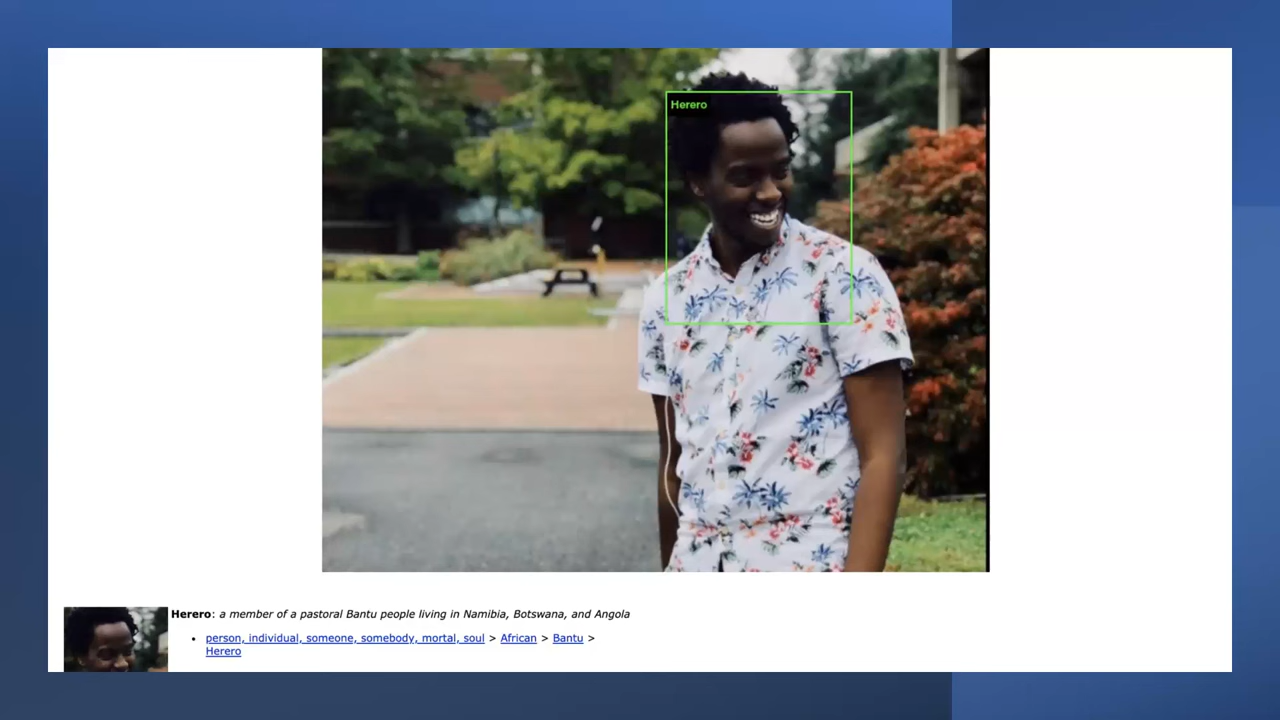 Herero
Herero: a member of a pastoral Bantu people living in Namibia, Botswana, and Angola
• person, individual, someone, somebody, mortal, soul > African > Bantu >
Herero